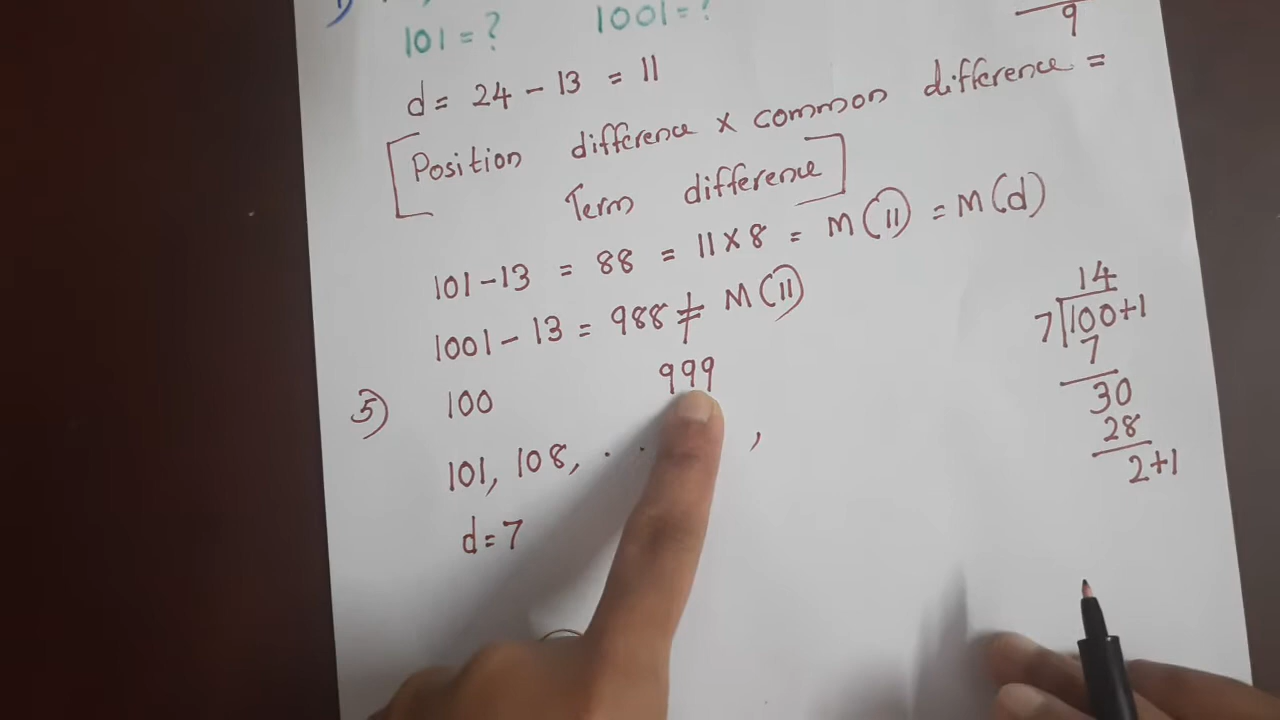 101 = ? 1001 = ?
9
d = 24 - 13 = 11
[Position difference x common difference =
Term difference]
101 - 13 = 88 = 11 x 8 = M(11) = M(d)
1001 - 13 = 988 ≠ M(11)
5) 100 999
101, 108, . . ,
d = 7
14
7 100+1
7
30
28
2+1